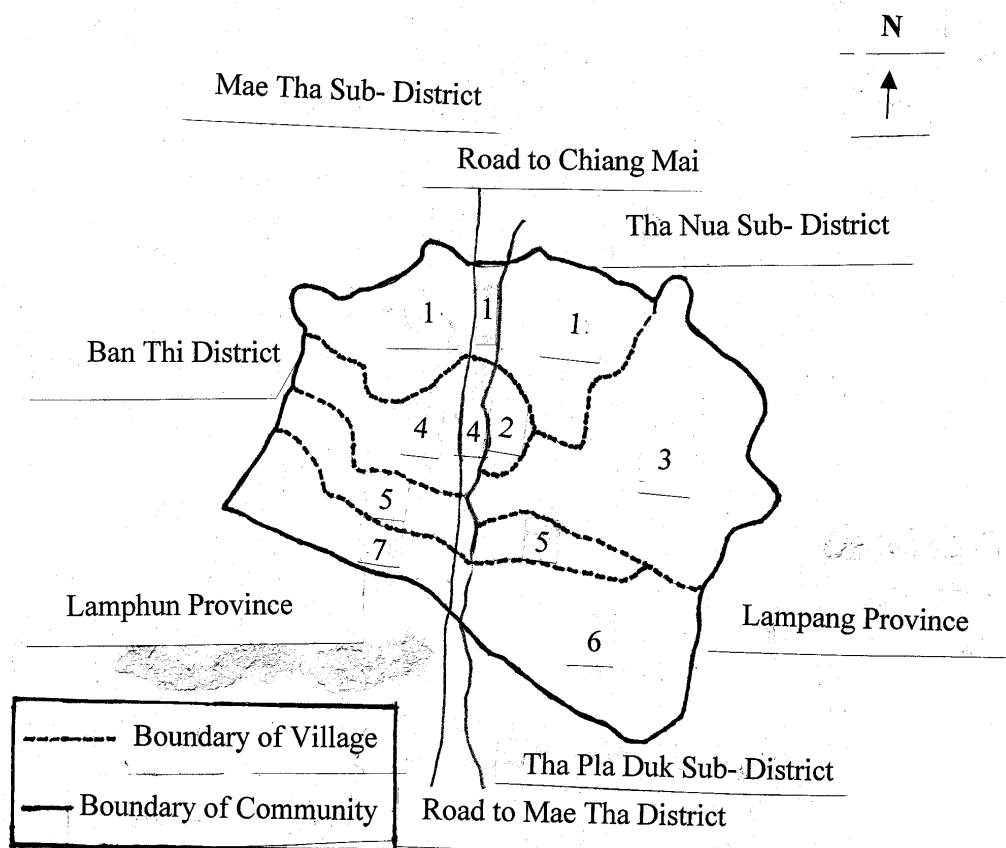 N
Mae Tha Sub- District
Road to Chiang Mai
Tha Nua Sub- District
1
1
1
Ban Thi District
4
4
2
3
5
5
7
Lamphun Province
Lampang Province
6
Boundary of Village
Boundary of Community
Tha Pla Duk Sub- District
Road to Mae Tha District